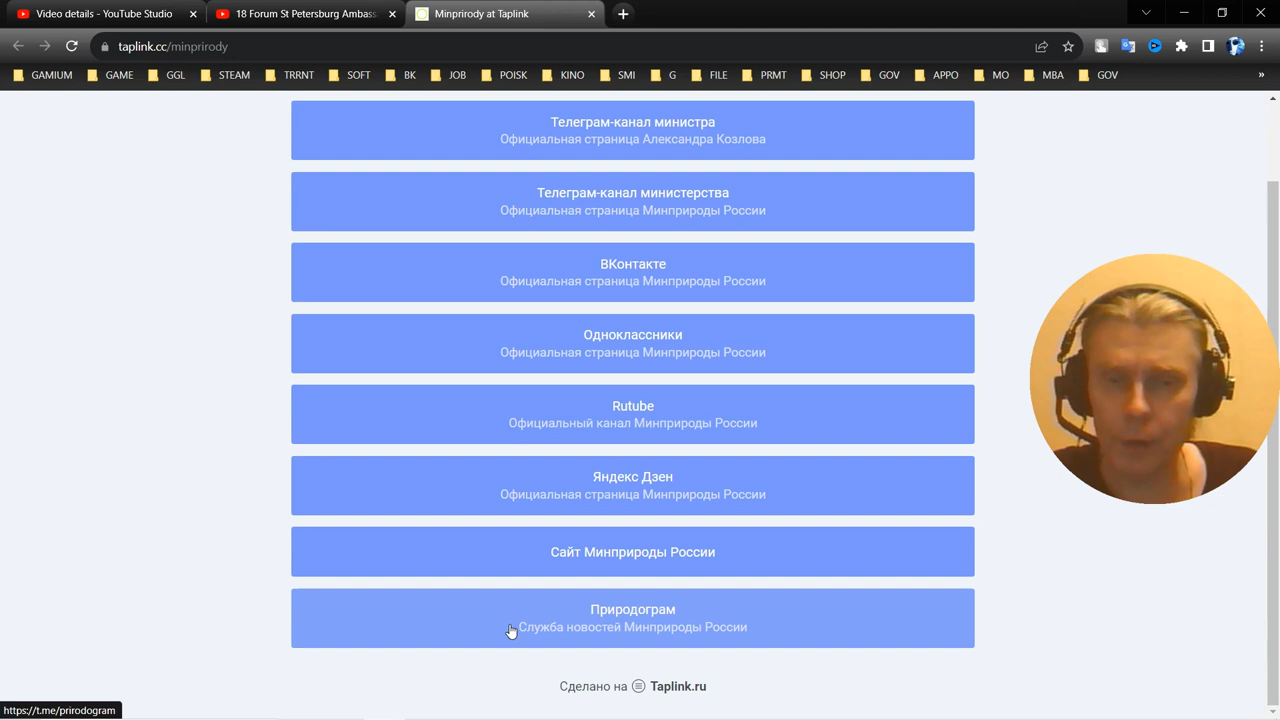 Video details - YouTube Studio
18 Forum St Petersburg Ambass
Minprirody at Taplink
taplink.cc/minprirody
GAMIUM GAME GGL STEAM TRRNT SOFT BK JOB POISK KINO SMI G FILE PRMT SHOP GOV APPO MO MBA GOV »
Телеграм-канал министра
Официальная страница Александра Козлова
Телеграм-канал министерства
Официальная страница Минприроды России
ВКонтакте
Официальная страница Минприроды России
Одноклассники
Официальная страница Минприроды России
Rutube
Официальный канал Минприроды России
Яндекс Дзен
Официальная страница Минприроды России
Сайт Минприроды России
Природограм
Служба новостей Минприроды России
Сделано на Taplink.ru
https://t.me/prirodogram